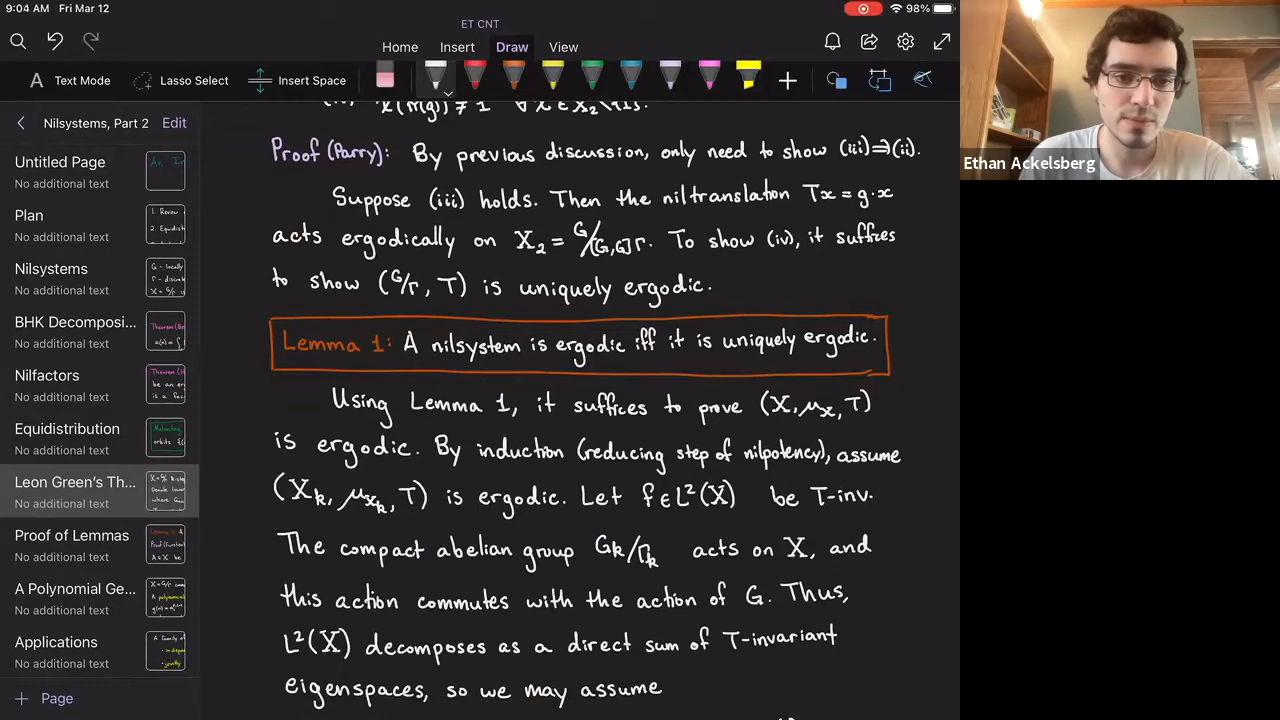 9:04 AM Fri Mar 12
98%
ET CNT
Home Insert Draw View
Text Mode Lasso Select Insert Space
Nilsystems, Part 2 Edit
Untitled Page
No additional text
Plan
No additional text
Nilsystems
No additional text
BHK Decomposi...
No additional text
Nilfactors
No additional text
Equidistribution
No additional text
Leon Green's Th...
No additional text
Proof of Lemmas
No additional text
A Polynomial Ge...
No additional text
Applications
No additional text
Page
Proof (Parry): By previous discussion, only need to show (iii)⇒(ii).
Suppose (iii) holds. Then the niltranslation Tx = g·x
acts ergodically on X₂ = G/[G,G]Γ. To show (iv), it suffices
to show (G/Γ, T) is uniquely ergodic.
Lemma 1: A nilsystem is ergodic iff it is uniquely ergodic.
Using Lemma 1, it suffices to prove (X, μ_X, T)
is ergodic. By induction (reducing step of nilpotency), assume
(X_k, μ_{X_k}, T) is ergodic. Let f ∈ L²(X) be T-inv.
The compact abelian group G_k/Γ_k acts on X, and
this action commutes with the action of G. Thus,
L²(X) decomposes as a direct sum of T-invariant
eigenspaces, so we may assume
Ethan Ackelsberg